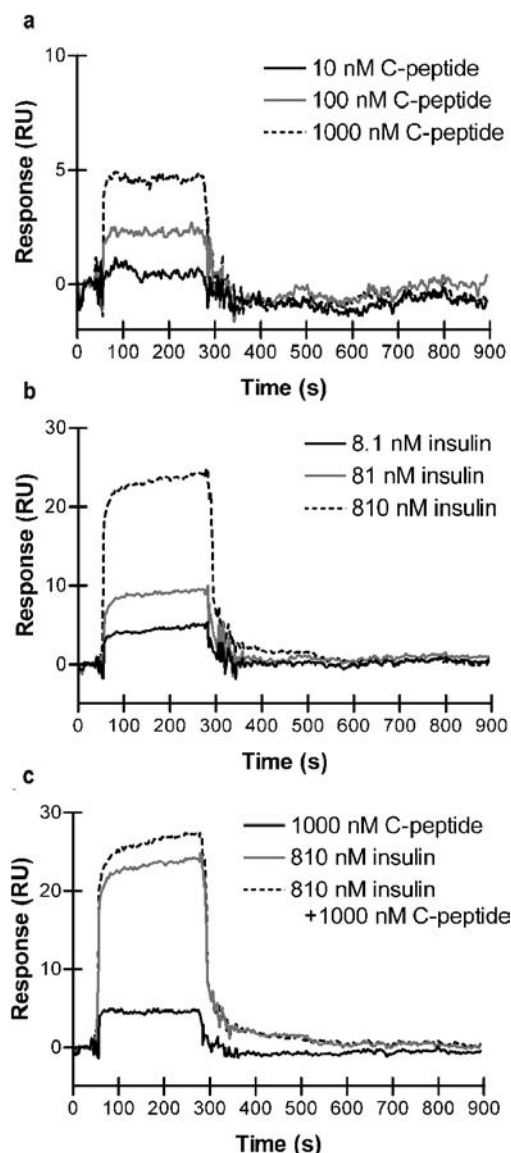 a
10
5
0
Response (RU)
10 nM C-peptide
100 nM C-peptide
1000 nM C-peptide
0 100 200 300 400 500 600 700 800 900
Time (s)
b
30
20
10
0
Response (RU)
8.1 nM insulin
81 nM insulin
810 nM insulin
0 100 200 300 400 500 600 700 800 900
Time (s)
c
30
20
10
0
Response (RU)
1000 nM C-peptide
810 nM insulin
810 nM insulin
+1000 nM C-peptide
0 100 200 300 400 500 600 700 800 900
Time (s)